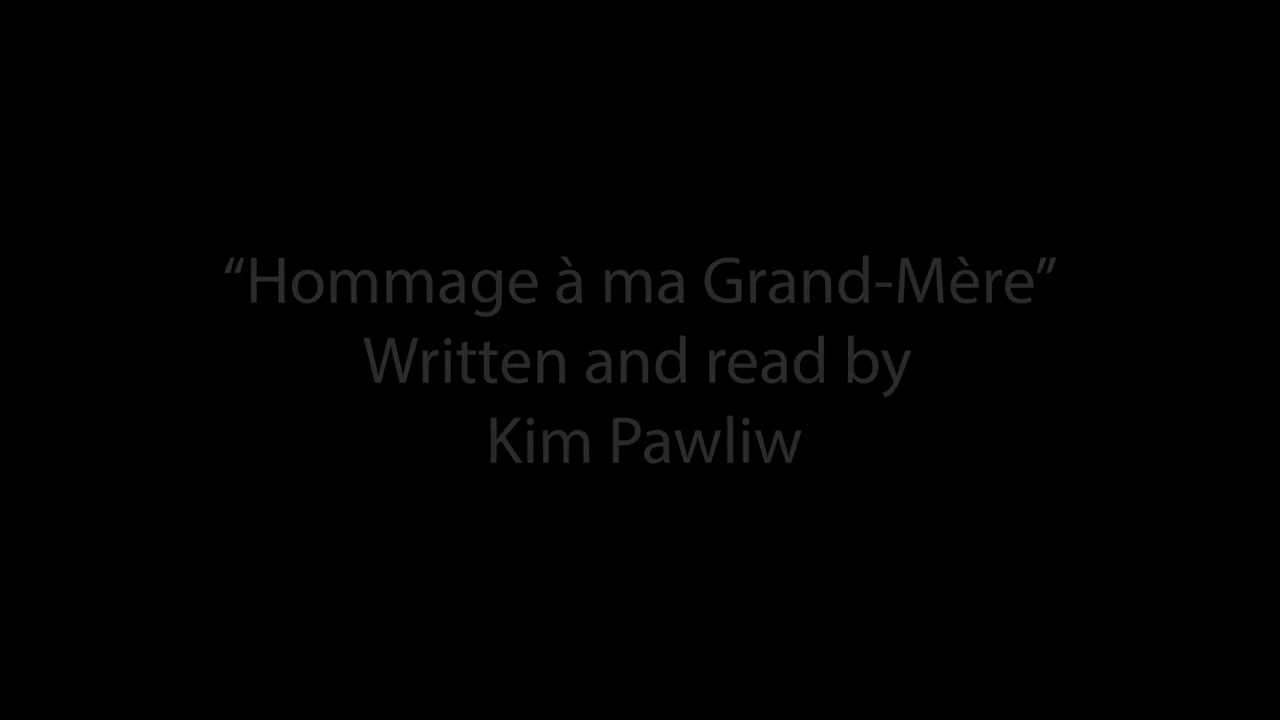 “Hommage à ma Grand-Mère”
Written and read by
Kim Pawliw